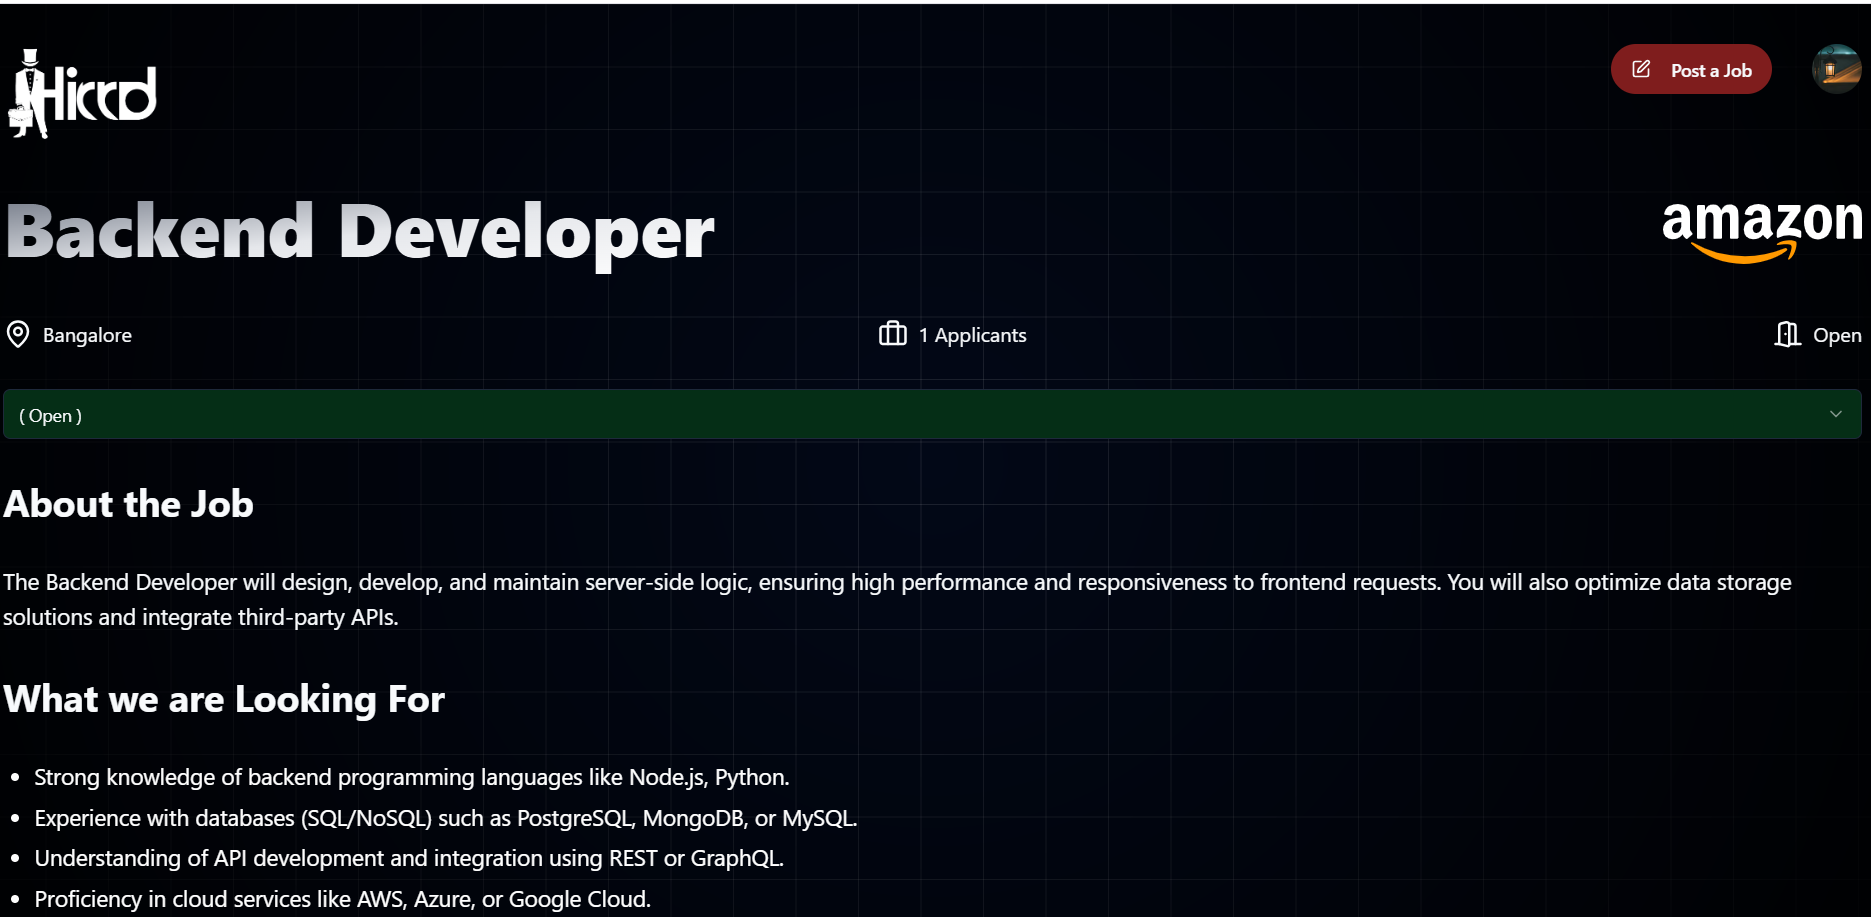 Hirrd
Post a Job
Backend Developer
amazon
Bangalore
1 Applicants
Open
( Open )
About the Job
The Backend Developer will design, develop, and maintain server-side logic, ensuring high performance and responsiveness to frontend requests. You will also optimize data storage
solutions and integrate third-party APIs.
What we are Looking For
• Strong knowledge of backend programming languages like Node.js, Python.
• Experience with databases (SQL/NoSQL) such as PostgreSQL, MongoDB, or MySQL.
• Understanding of API development and integration using REST or GraphQL.
• Proficiency in cloud services like AWS, Azure, or Google Cloud.